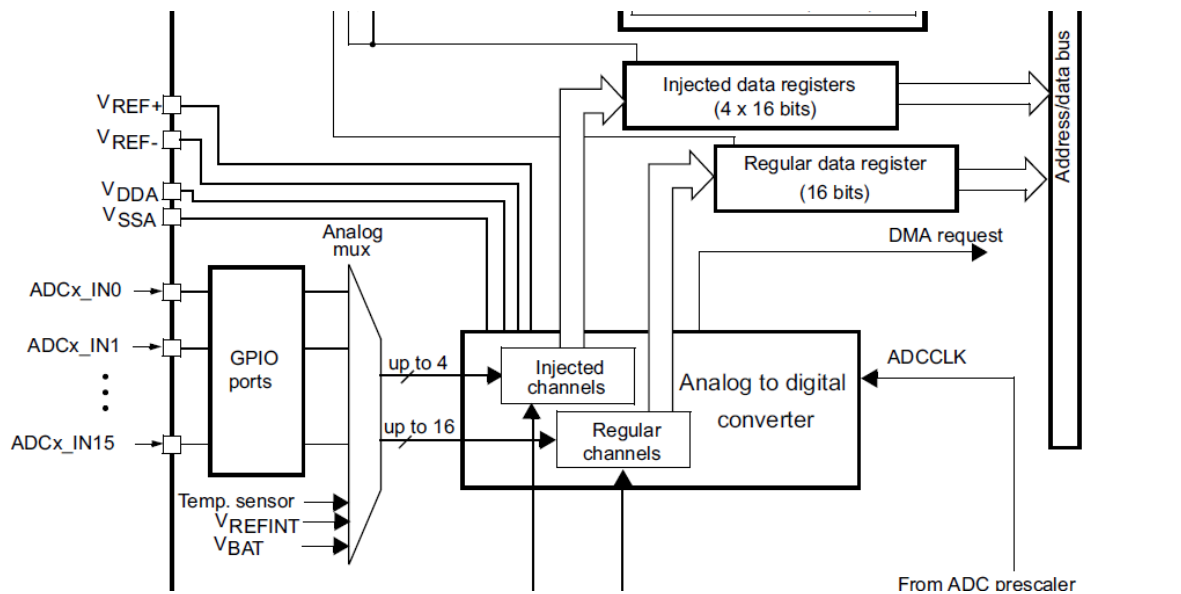 Injected data registers
(4 x 16 bits)
Address/data bus
VREF+
VREF-
Regular data register
(16 bits)
VDDA
VSSA
Analog
mux
DMA request
ADCx_IN0
ADCx_IN1
GPIO
ports
up to 4
Injected
channels
Analog to digital
converter
ADCCLK
ADCx_IN15
up to 16
Regular
channels
Temp. sensor
VREFINT
VBAT
From ADC prescaler